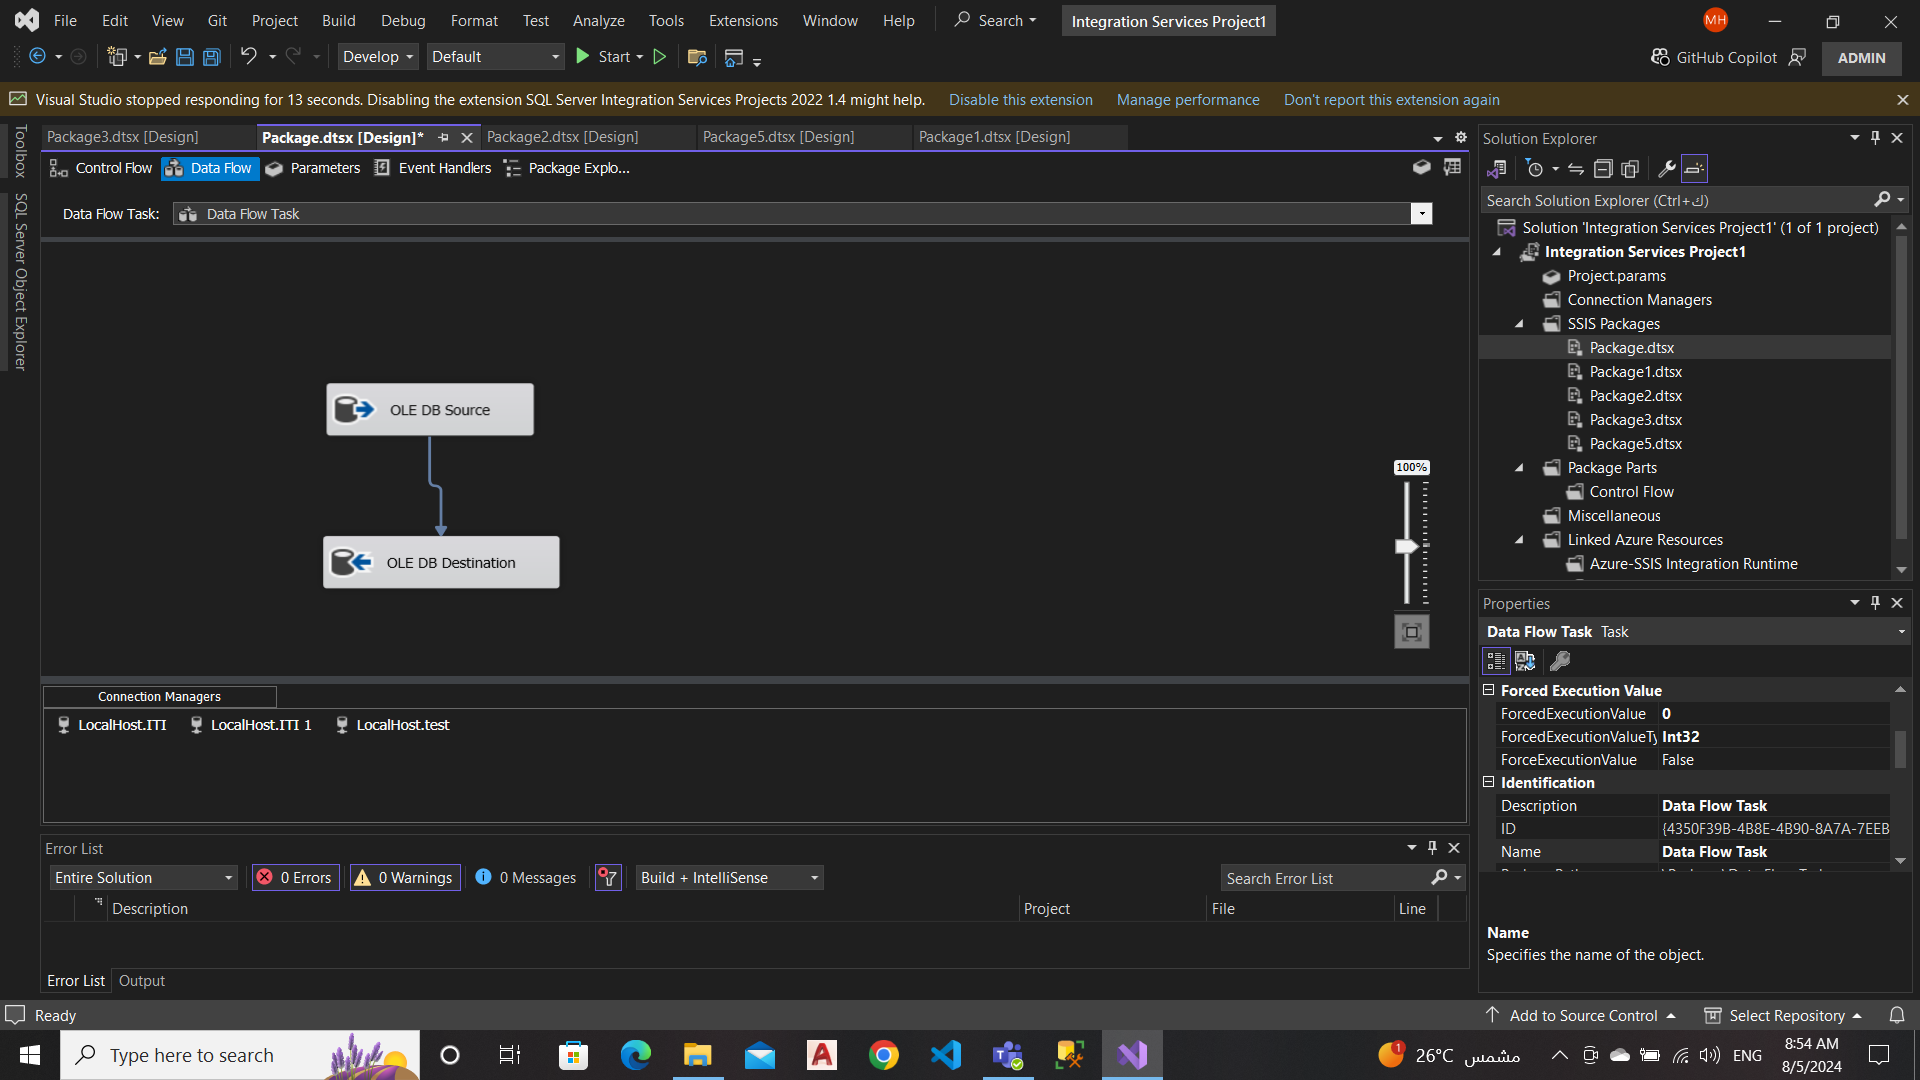 File Edit View Git Project Build Debug Format Test Analyze Tools Extensions Window Help Search Integration Services Project1 MH
Develop Default Start GitHub Copilot ADMIN
Visual Studio stopped responding for 13 seconds. Disabling the extension SQL Server Integration Services Projects 2022 1.4 might help. Disable this extension Manage performance Don't report this extension again
Toolbox
SQL Server Object Explorer
Package3.dtsx [Design] Package.dtsx [Design]* Package2.dtsx [Design] Package5.dtsx [Design] Package1.dtsx [Design]
Control Flow Data Flow Parameters Event Handlers Package Explo...
Data Flow Task: Data Flow Task
OLE DB Source
OLE DB Destination
100%
Connection Managers
LocalHost.ITI LocalHost.ITI 1 LocalHost.test
Error List
Entire Solution 0 Errors 0 Warnings 0 Messages Build + IntelliSense Search Error List
Description Project File Line
Error List Output
Solution Explorer
Search Solution Explorer (Ctrl+ك)
Solution 'Integration Services Project1' (1 of 1 project)
Integration Services Project1
Project.params
Connection Managers
SSIS Packages
Package.dtsx
Package1.dtsx
Package2.dtsx
Package3.dtsx
Package5.dtsx
Package Parts
Control Flow
Miscellaneous
Linked Azure Resources
Azure-SSIS Integration Runtime
Properties
Data Flow Task Task
Forced Execution Value
ForcedExecutionValue 0
ForcedExecutionValueTy Int32
ForceExecutionValue False
Identification
Description Data Flow Task
ID {4350F39B-4B8E-4B90-8A7A-7EEB
Name Data Flow Task
Name
Specifies the name of the object.
Ready Add to Source Control Select Repository
Type here to search 1 26°C مشمس ENG 8:54 AM
8/5/2024